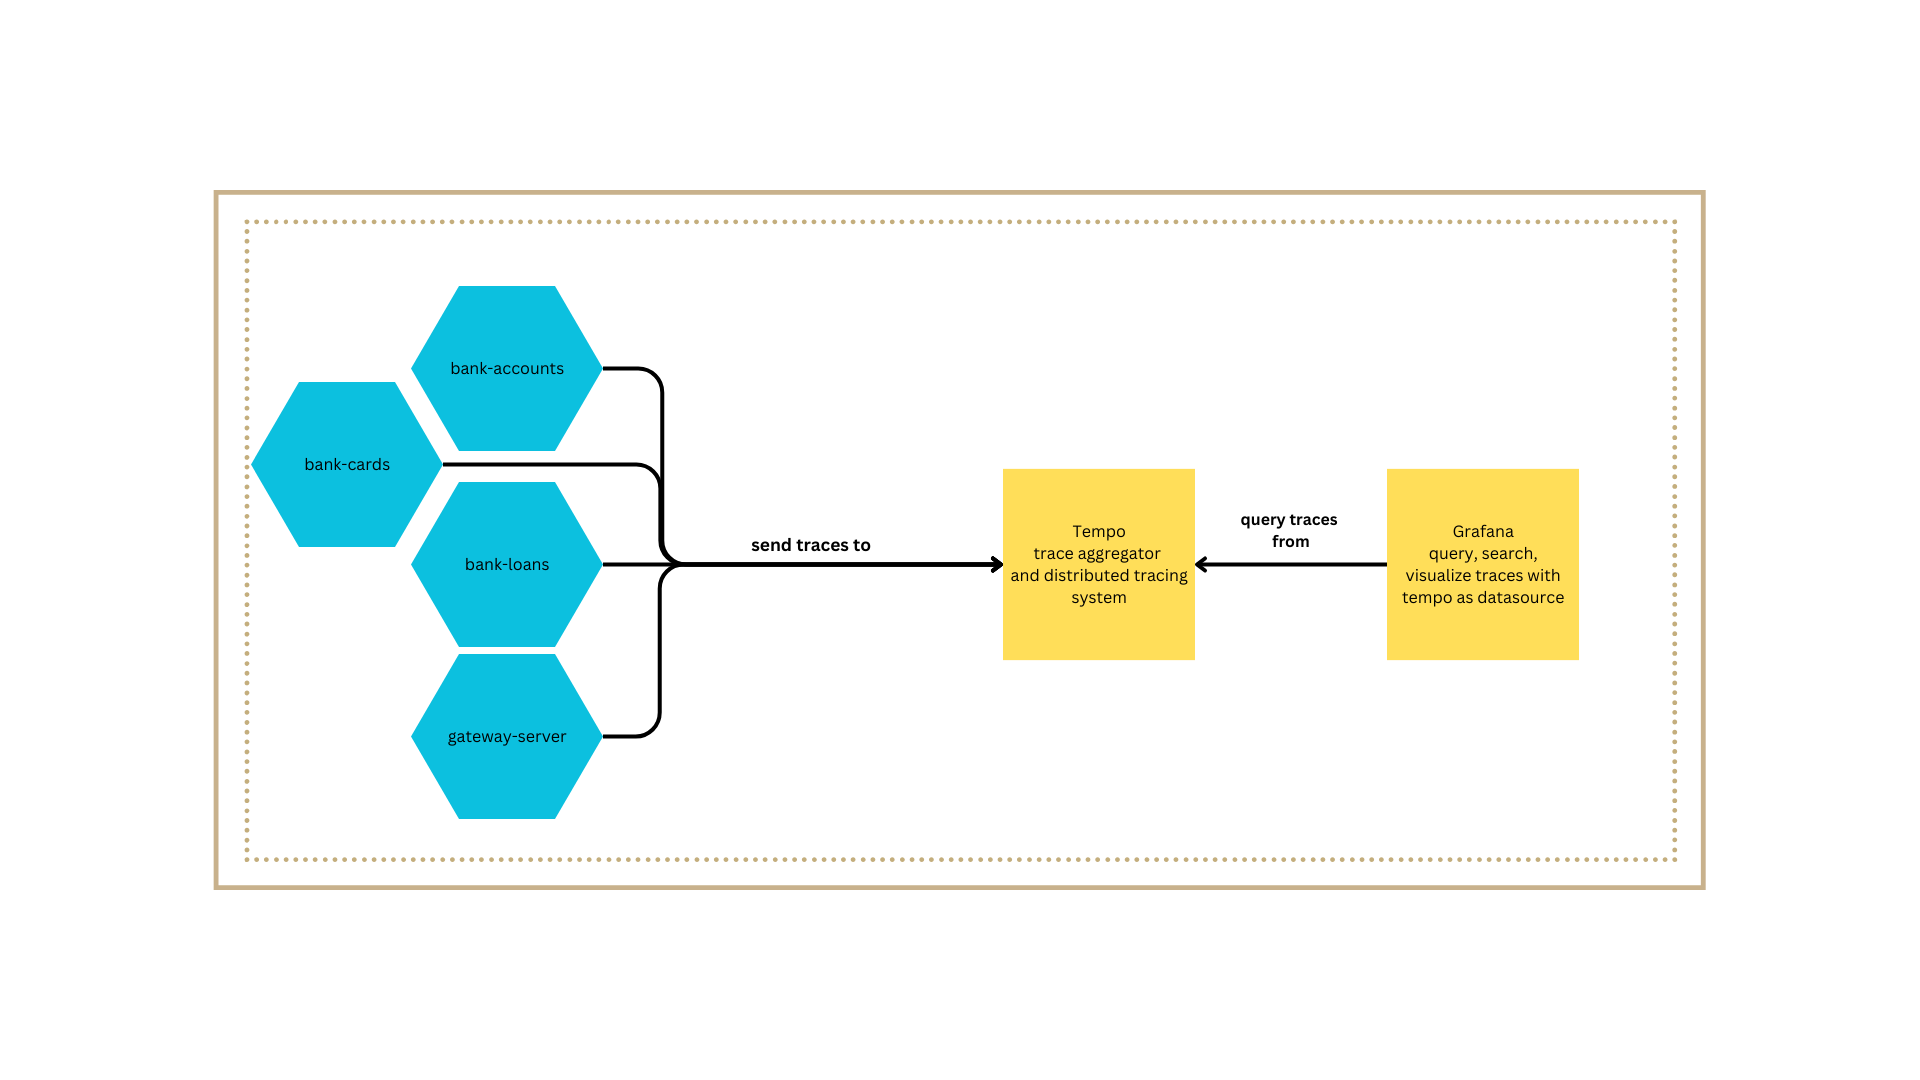 bank-accounts
bank-cards
bank-loans
gateway-server
send traces to
Tempo
trace aggregator
and distributed tracing
system
query traces
from
Grafana
query, search,
visualize traces with
tempo as datasource